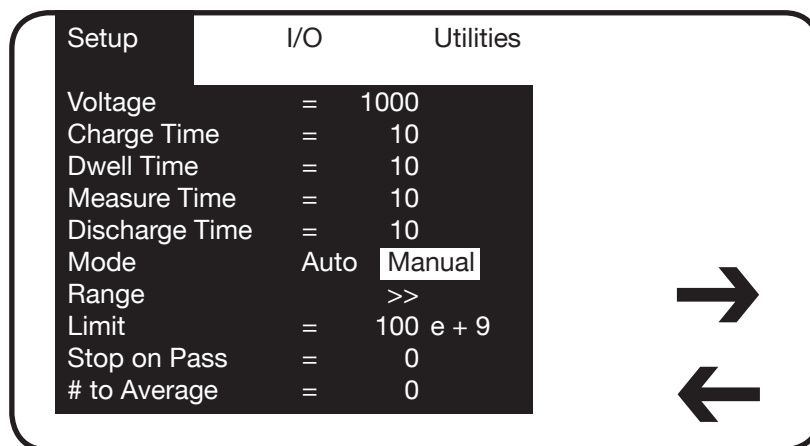 Setup I/O Utilities
Voltage = 1000
Charge Time = 10
Dwell Time = 10
Measure Time = 10
Discharge Time = 10
Mode Auto Manual
Range >>
Limit = 100 e + 9
Stop on Pass = 0
# to Average = 0